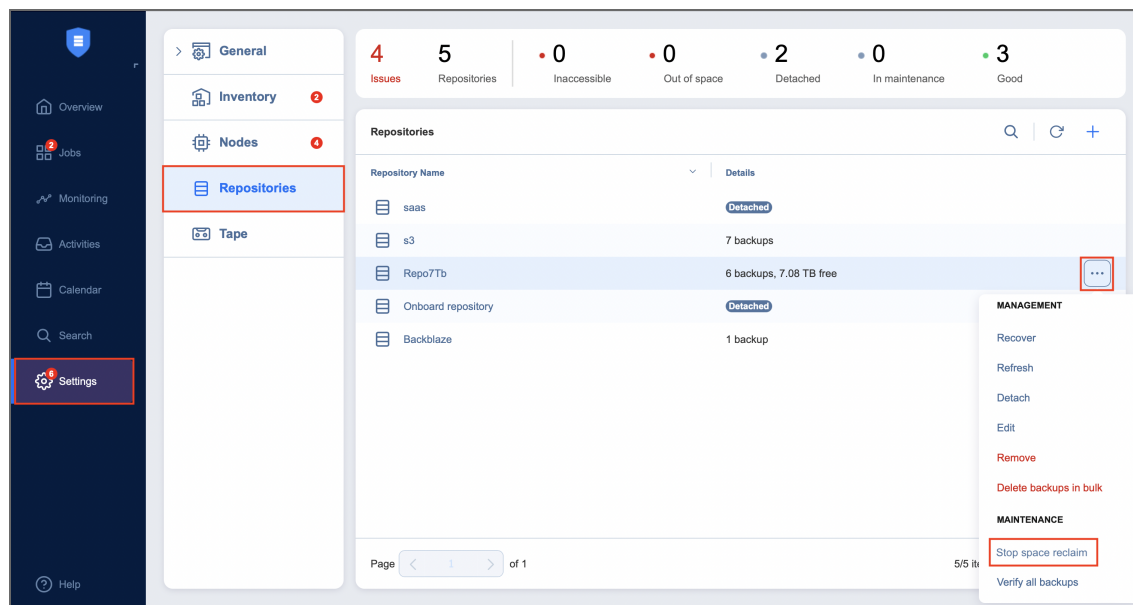 Overview
2
Jobs
Monitoring
Activities
Calendar
Search
6
Settings
Help
General
Inventory
2
Nodes
4
Repositories
Tape
4
Issues
5
Repositories
0
Inaccessible
0
Out of space
2
Detached
0
In maintenance
3
Good
Repositories
Repository Name
Details
saas
Detached
s3
7 backups
Repo7Tb
6 backups, 7.08 TB free
Onboard repository
Detached
Backblaze
1 backup
MANAGEMENT
Recover
Refresh
Detach
Edit
Remove
Delete backups in bulk
MAINTENANCE
Stop space reclaim
Verify all backups
Page
1
of 1
5/5 ite